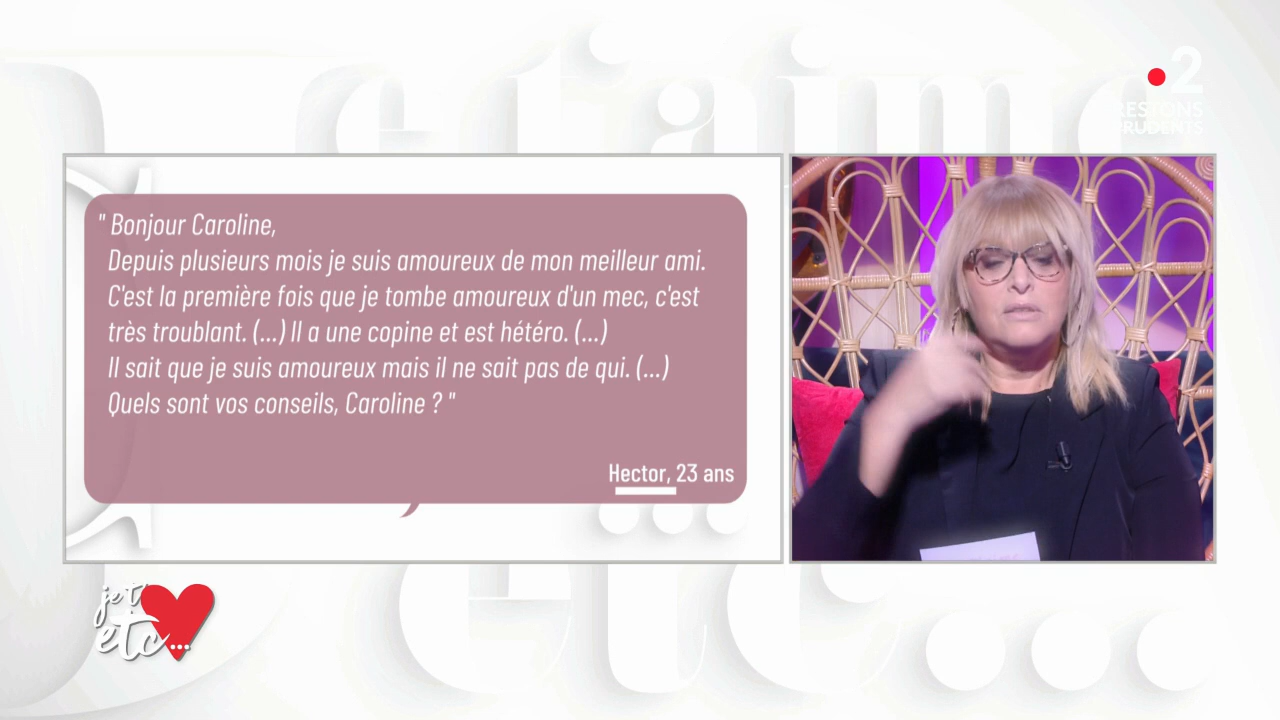 2
RESTONS
PRUDENTS
" Bonjour Caroline,
Depuis plusieurs mois je suis amoureux de mon meilleur ami.
C'est la première fois que je tombe amoureux d'un mec, c'est
très troublant. (...) Il a une copine et est hétéro. (...)
Il sait que je suis amoureux mais il ne sait pas de qui. (...)
Quels sont vos conseils, Caroline ? "
Hector, 23 ans
je t'
etc...